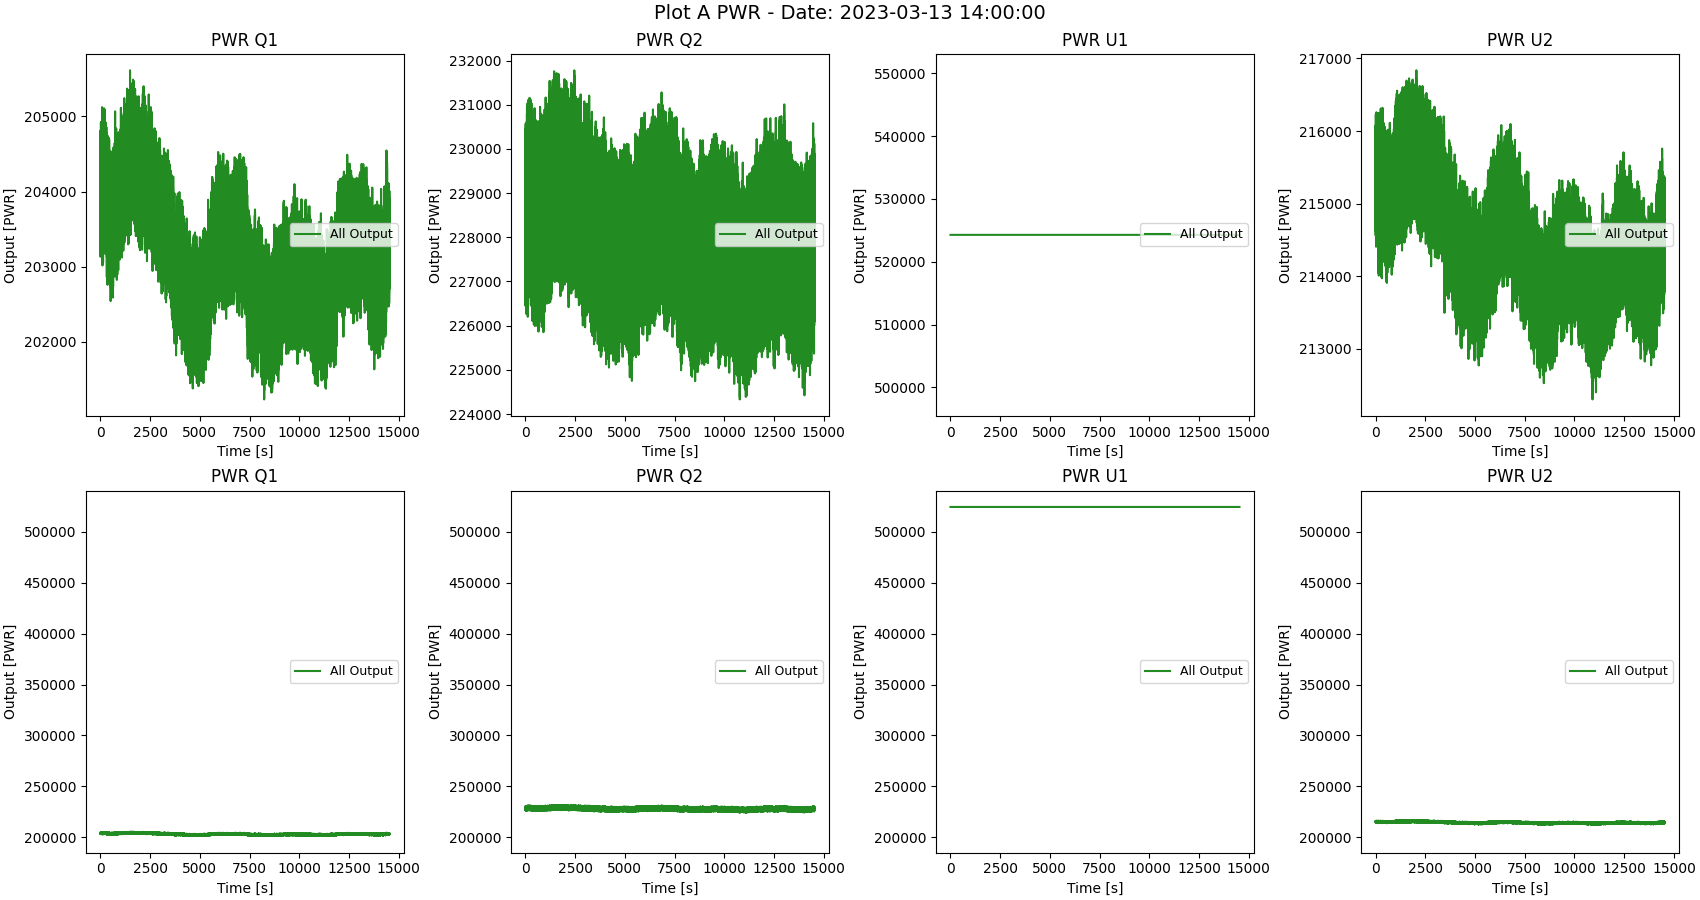 Plot A PWR - Date: 2023-03-13 14:00:00
PWR Q1
Output [PWR]
205000
204000
203000
202000
0 2500 5000 7500 10000 12500 15000
Time [s]
All Output
PWR Q2
Output [PWR]
232000
231000
230000
229000
228000
227000
226000
225000
224000
0 2500 5000 7500 10000 12500 15000
Time [s]
All Output
PWR U1
Output [PWR]
550000
540000
530000
520000
510000
500000
0 2500 5000 7500 10000 12500 15000
Time [s]
All Output
PWR U2
Output [PWR]
217000
216000
215000
214000
213000
0 2500 5000 7500 10000 12500 15000
Time [s]
All Output
PWR Q1
Output [PWR]
500000
450000
400000
350000
300000
250000
200000
0 2500 5000 7500 10000 12500 15000
Time [s]
All Output
PWR Q2
Output [PWR]
500000
450000
400000
350000
300000
250000
200000
0 2500 5000 7500 10000 12500 15000
Time [s]
All Output
PWR U1
Output [PWR]
500000
450000
400000
350000
300000
250000
200000
0 2500 5000 7500 10000 12500 15000
Time [s]
All Output
PWR U2
Output [PWR]
500000
450000
400000
350000
300000
250000
200000
0 2500 5000 7500 10000 12500 15000
Time [s]
All Output